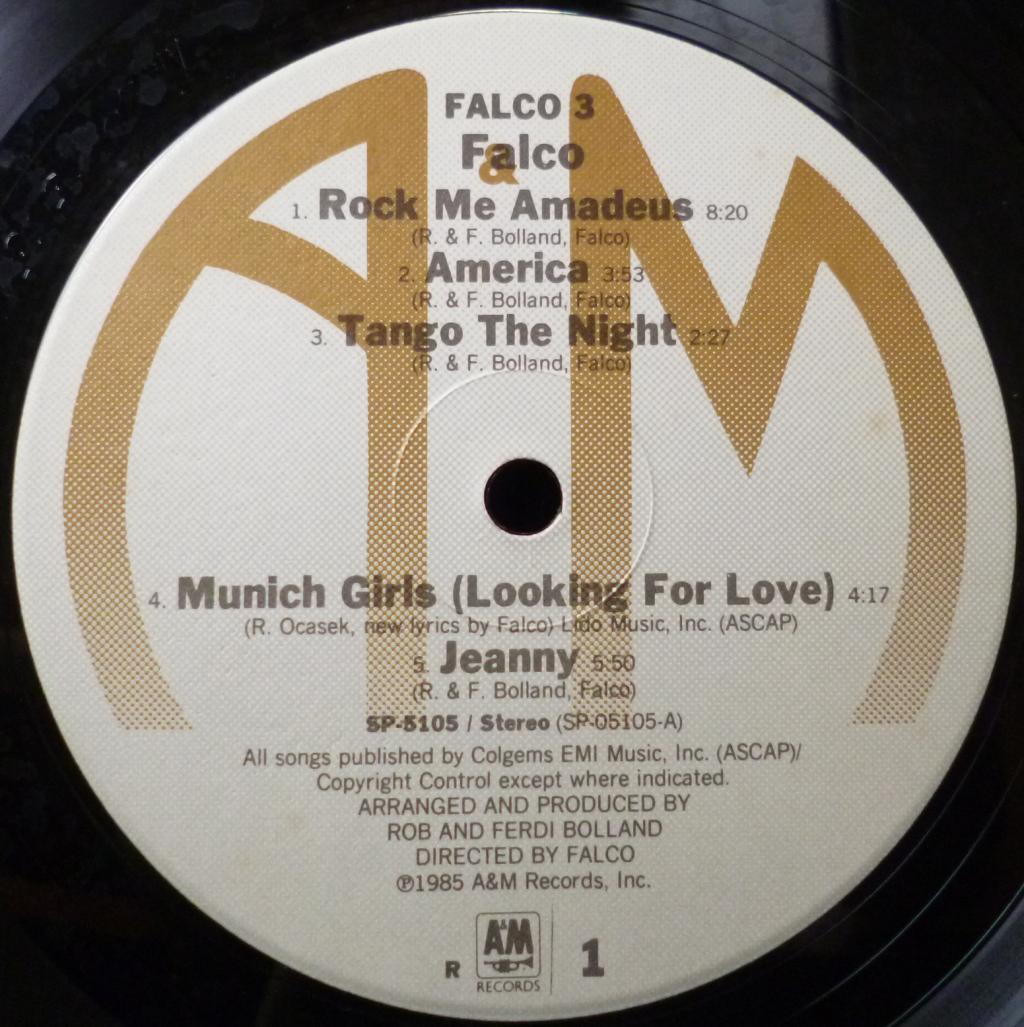 FALCO 3
Falco
&
1. Rock Me Amadeus 8:20
(R. & F. Bolland, Falco)
2. America 3:53
(R. & F. Bolland, Falco)
3. Tango The Night 2:27
(R. & F. Bolland, Falco)
4. Munich Girls (Looking For Love) 4:17
(R. Ocasek, new lyrics by Falco) Lido Music, Inc. (ASCAP)
5. Jeanny 5:50
(R. & F. Bolland, Falco)
SP-5105 / Stereo (SP-05105-A)
All songs published by Colgems EMI Music, Inc. (ASCAP)/
Copyright Control except where indicated.
ARRANGED AND PRODUCED BY
ROB AND FERDI BOLLAND
DIRECTED BY FALCO
℗1985 A&M Records, Inc.
R A&M RECORDS 1